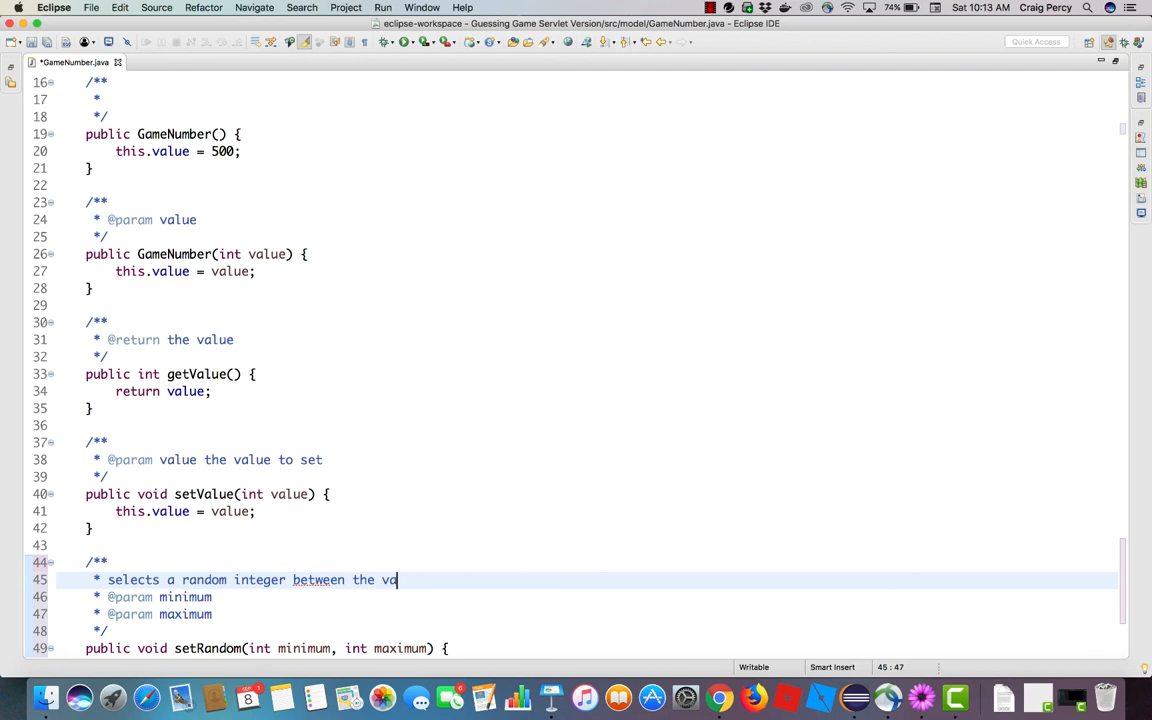 Eclipse File Edit Source Refactor Navigate Search Project Run Window Help 74% Sat 10:13 AM Craig Percy
eclipse-workspace - Guessing Game Servlet Version/src/model/GameNumber.java - Eclipse IDE
Quick Access
*GameNumber.java
16 /**
17 *
18 */
19 public GameNumber() {
20 this.value = 500;
21 }
22
23 /**
24 * @param value
25 */
26 public GameNumber(int value) {
27 this.value = value;
28 }
29
30 /**
31 * @return the value
32 */
33 public int getValue() {
34 return value;
35 }
36
37 /**
38 * @param value the value to set
39 */
40 public void setValue(int value) {
41 this.value = value;
42 }
43
44 /**
45 * selects a random integer between the va
46 * @param minimum
47 * @param maximum
48 */
49 public void setRandom(int minimum, int maximum) {
Writable Smart Insert 45 : 47